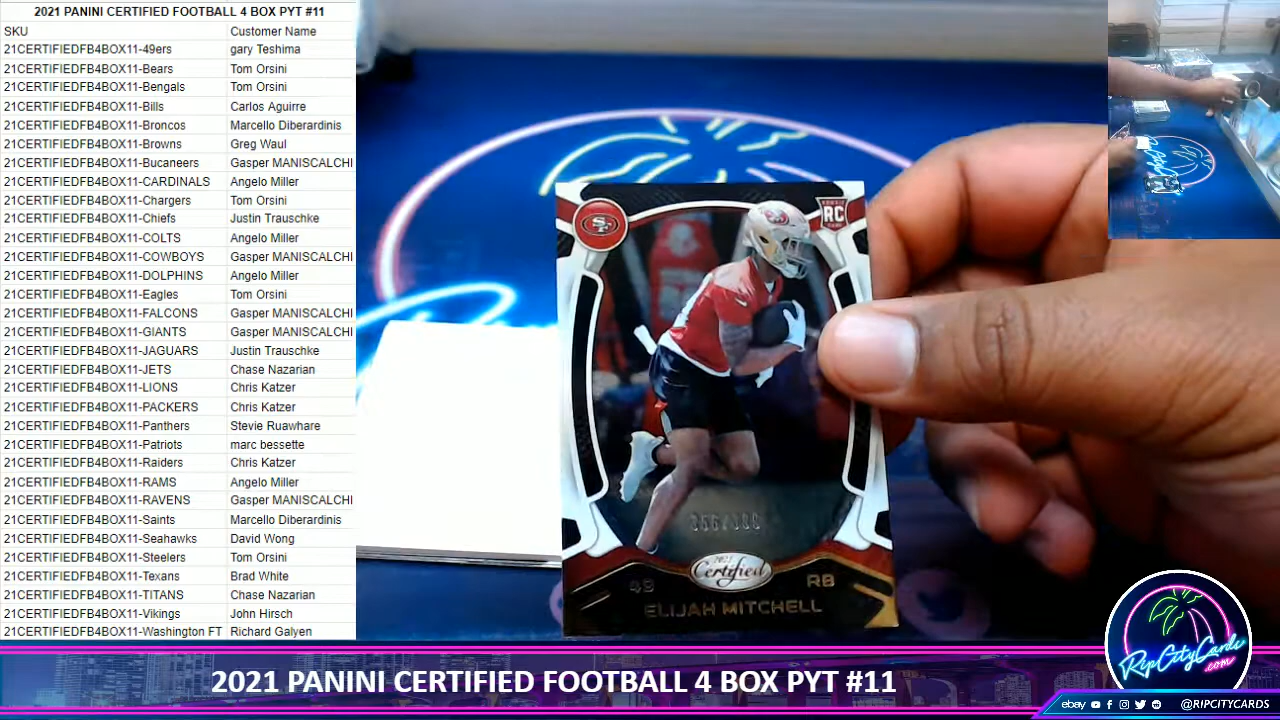 2021 PANINI CERTIFIED FOOTBALL 4 BOX PYT #11
SKU Customer Name
21CERTIFIEDFB4BOX11-49ers gary Teshima
21CERTIFIEDFB4BOX11-Bears Tom Orsini
21CERTIFIEDFB4BOX11-Bengals Tom Orsini
21CERTIFIEDFB4BOX11-Bills Carlos Aguirre
21CERTIFIEDFB4BOX11-Broncos Marcello Diberardinis
21CERTIFIEDFB4BOX11-Browns Greg Waul
21CERTIFIEDFB4BOX11-Bucaneers Gasper MANISCALCHI
21CERTIFIEDFB4BOX11-CARDINALS Angelo Miller
21CERTIFIEDFB4BOX11-Chargers Tom Orsini
21CERTIFIEDFB4BOX11-Chiefs Justin Trauschke
21CERTIFIEDFB4BOX11-COLTS Angelo Miller
21CERTIFIEDFB4BOX11-COWBOYS Gasper MANISCALCHI
21CERTIFIEDFB4BOX11-DOLPHINS Angelo Miller
21CERTIFIEDFB4BOX11-Eagles Tom Orsini
21CERTIFIEDFB4BOX11-FALCONS Gasper MANISCALCHI
21CERTIFIEDFB4BOX11-GIANTS Gasper MANISCALCHI
21CERTIFIEDFB4BOX11-JAGUARS Justin Trauschke
21CERTIFIEDFB4BOX11-JETS Chase Nazarian
21CERTIFIEDFB4BOX11-LIONS Chris Katzer
21CERTIFIEDFB4BOX11-PACKERS Chris Katzer
21CERTIFIEDFB4BOX11-Panthers Stevie Ruawhare
21CERTIFIEDFB4BOX11-Patriots marc bessette
21CERTIFIEDFB4BOX11-Raiders Chris Katzer
21CERTIFIEDFB4BOX11-RAMS Angelo Miller
21CERTIFIEDFB4BOX11-RAVENS Gasper MANISCALCHI
21CERTIFIEDFB4BOX11-Saints Marcello Diberardinis
21CERTIFIEDFB4BOX11-Seahawks David Wong
21CERTIFIEDFB4BOX11-Steelers Tom Orsini
21CERTIFIEDFB4BOX11-Texans Brad White
21CERTIFIEDFB4BOX11-TITANS Chase Nazarian
21CERTIFIEDFB4BOX11-Vikings John Hirsch
21CERTIFIEDFB4BOX11-Washington FT Richard Galyen
SF
RC
2021
Certified
49 RB
ELIJAH MITCHELL
RipCityCards
.com
2021 PANINI CERTIFIED FOOTBALL 4 BOX PYT #11
ebay @RIPCITYCARDS